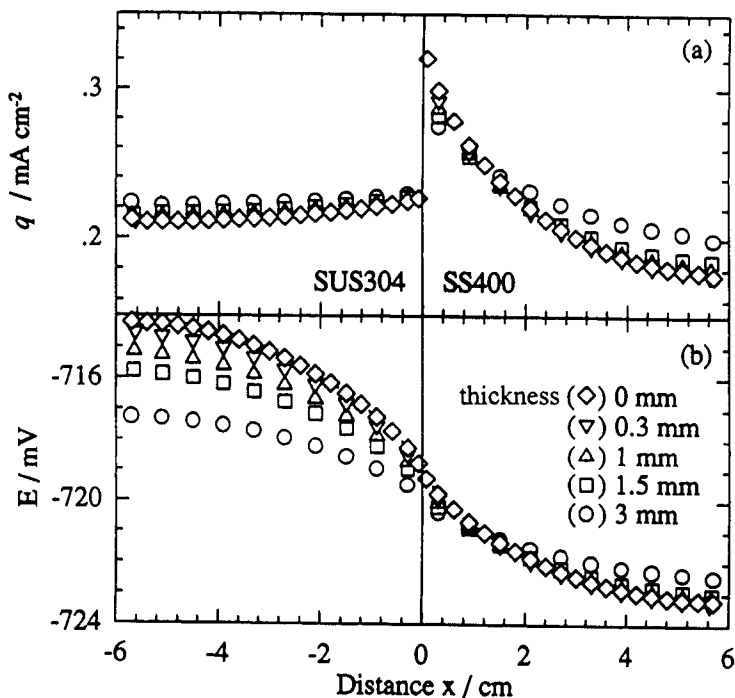 (a)
.3
.2
q / mA cm-2
SUS304 SS400
(b)
-716
-720
-724
E / mV
thickness (◇) 0 mm
(▽) 0.3 mm
(△) 1 mm
(□) 1.5 mm
(○) 3 mm
-6 -4 -2 0 2 4 6
Distance x / cm